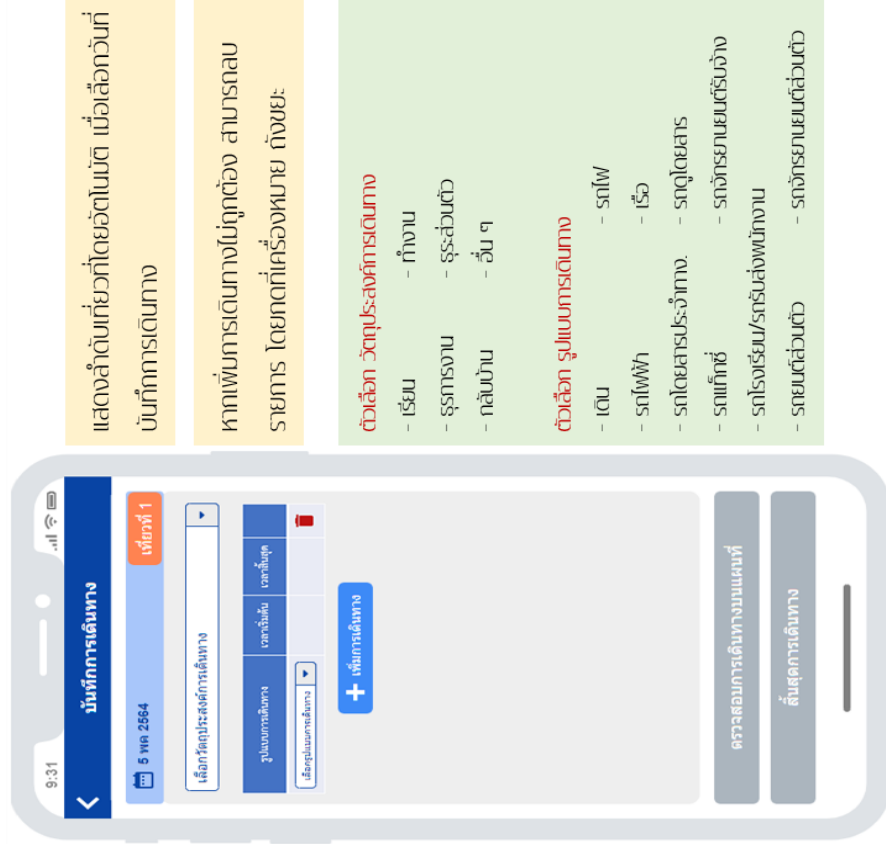 9:31
บันทึกการเดินทาง
5 พค 2564
เที่ยวที่ 1
เลือกวัตถุประสงค์การเดินทาง
รูปแบบการเดินทาง เวลาเริ่มต้น เวลาสิ้นสุด
เลือกรูปแบบการเดินทาง
+ เพิ่มการเดินทาง
ตรวจสอบการเดินทางบนแผนที่
สิ้นสุดการเดินทาง
แสดงลำดับเที่ยวที่โดยอัตโนมัติ เมื่อเลือกวันที่
บันทึกการเดินทาง
หากเพิ่มการเดินทางไม่ถูกต้อง สามารถลบ
รายการ โดยกดที่เครื่องหมาย ถังขยะ
ตัวเลือก วัตถุประสงค์การเดินทาง
- เรียน - ทำงาน
- ธุรการงาน - ธุระส่วนตัว
- กลับบ้าน - อื่น ๆ
ตัวเลือก รูปแบบการเดินทาง
- เดิน - รถไฟ
- รถไฟฟ้า - เรือ
- รถโดยสารประจำทาง. - รถตู้โดยสาร
- รถแท็กซี่ - รถจักรยานยนต์รับจ้าง
- รถโรงเรียน/รถรับส่งพนักงาน
- รถยนต์ส่วนตัว - รถจักรยานยนต์ส่วนตัว